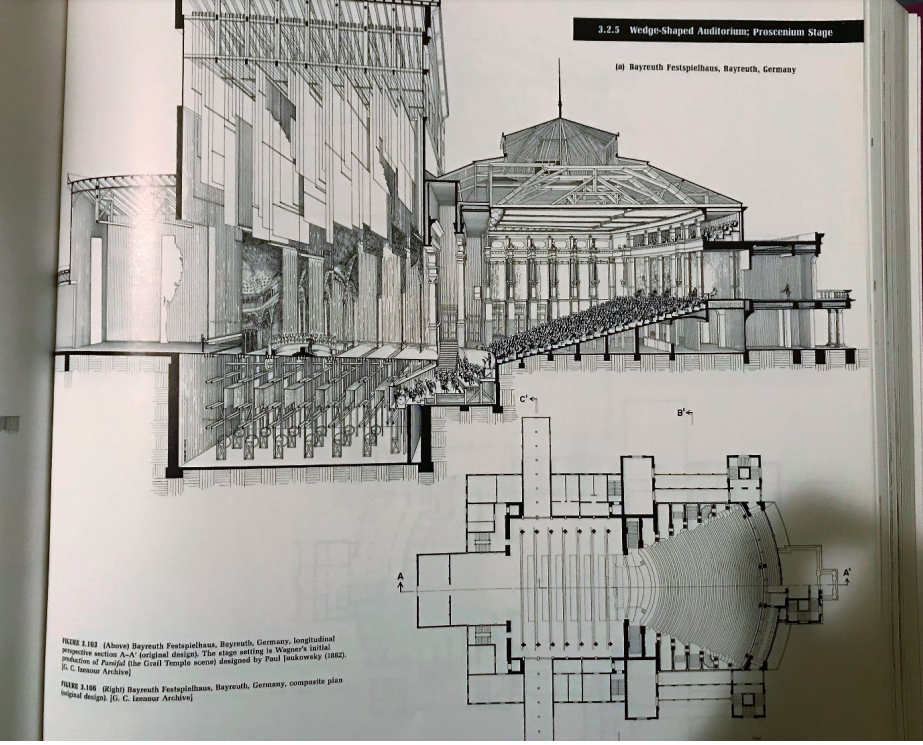 3.2.5 Wedge-Shaped Auditorium; Proscenium Stage
(a) Bayreuth Festspielhaus, Bayreuth, Germany
C'
B'
A
A'
FIGURE 3.103 (Above) Bayreuth Festspielhaus, Bayreuth, Germany, longitudinal
perspective section A–A' (original design). The stage setting is Wagner's initial
production of Parsifal (the Grail Temple scene) designed by Paul Joukowsky (1882).
[G. C. Izenour Archive]
FIGURE 3.106 (Right) Bayreuth Festspielhaus, Bayreuth, Germany, composite plan
(original design). [G. C. Izenour Archive]